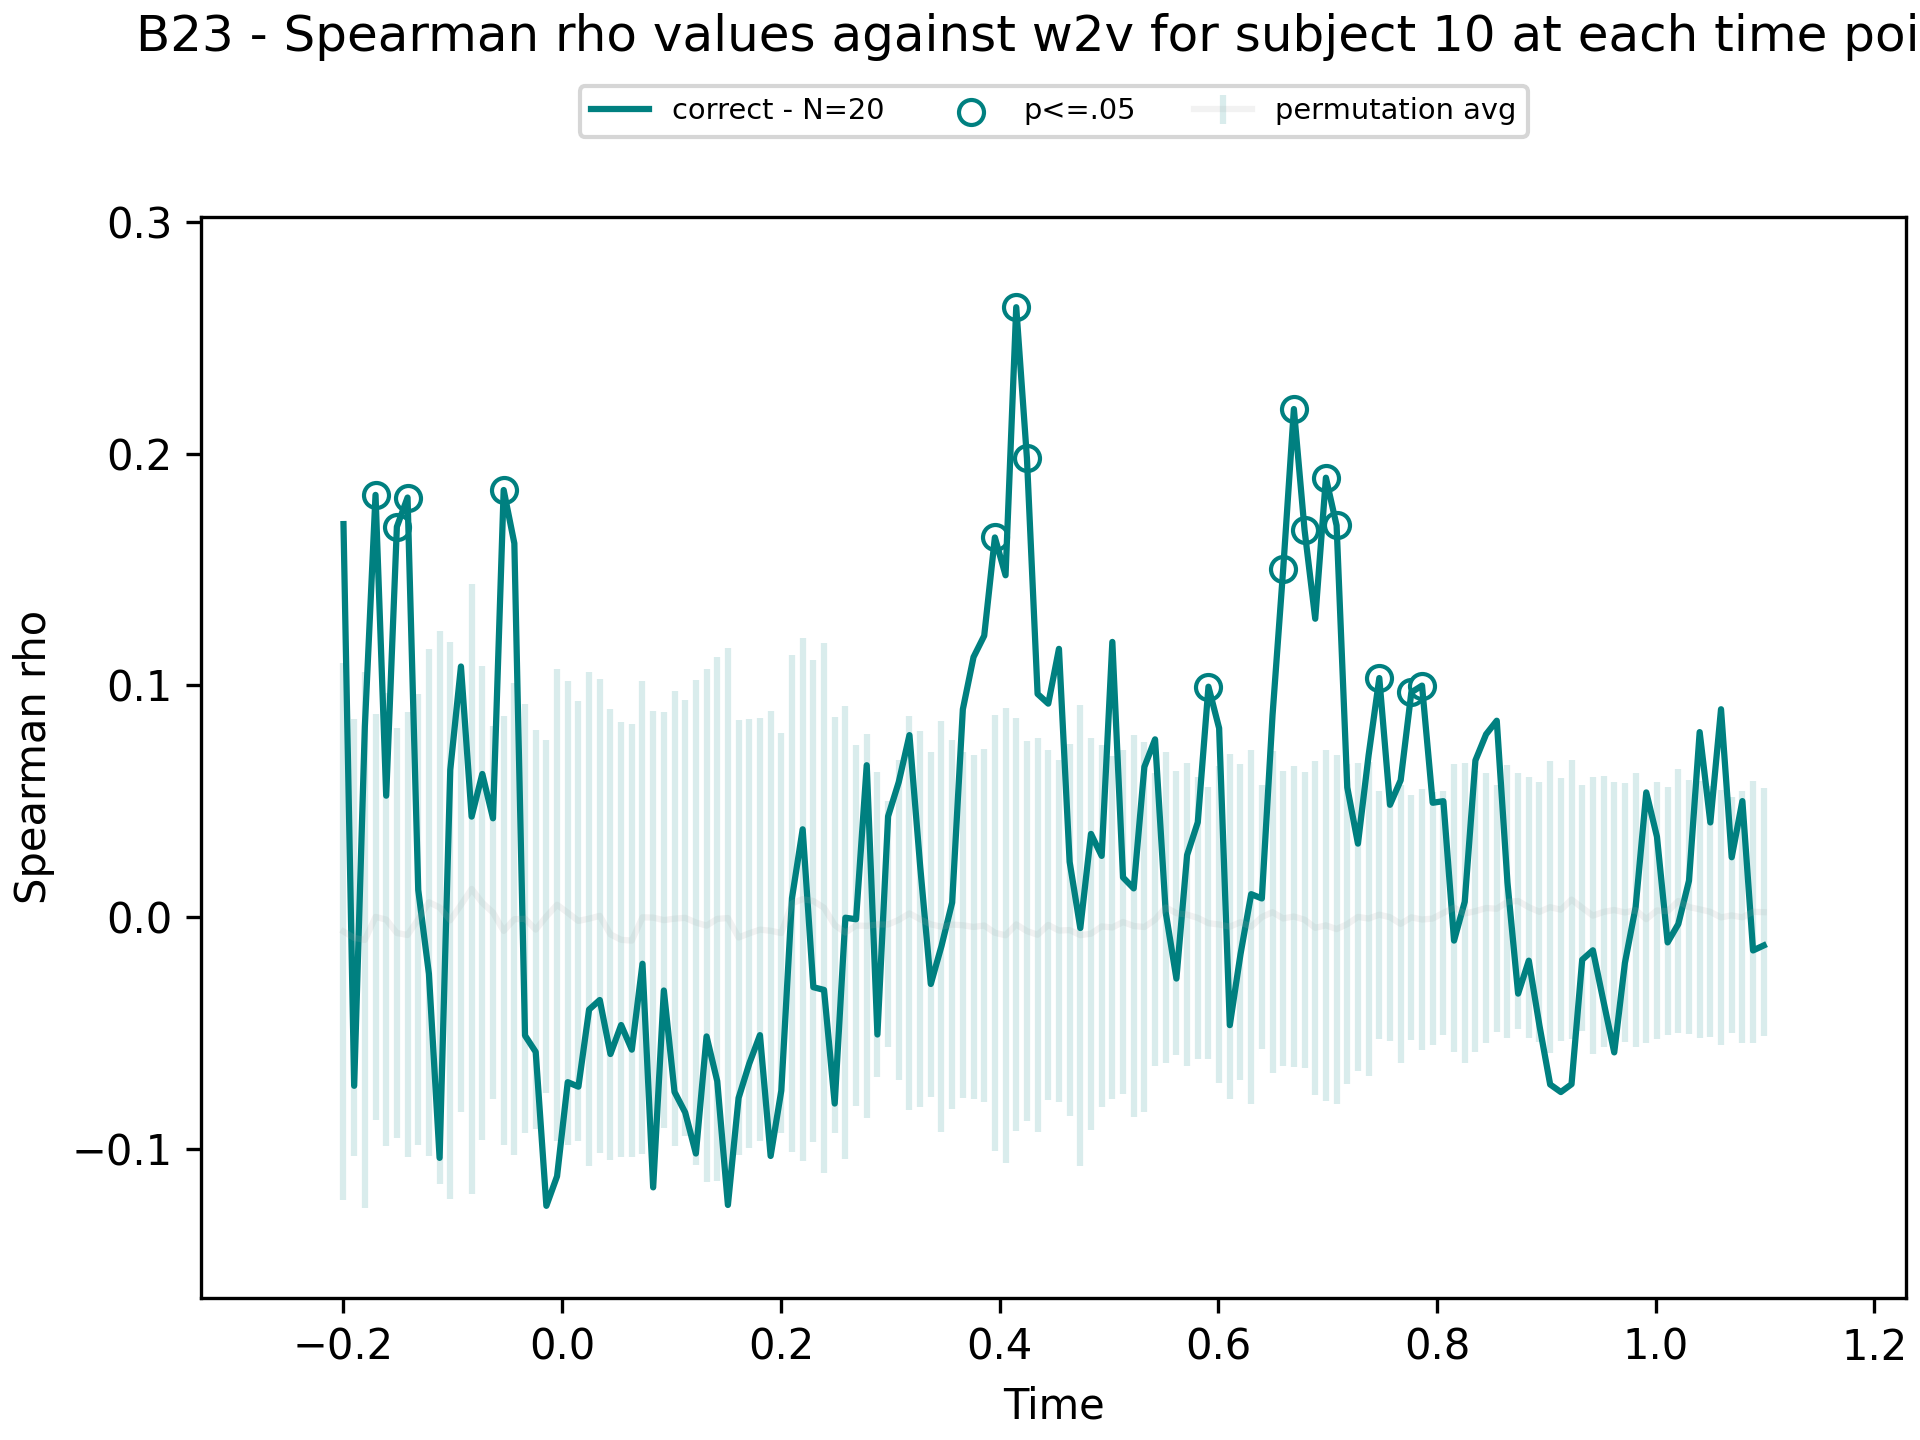 B23 - Spearman rho values against w2v for subject 10 at each time poi
correct - N=20 p<=.05 permutation avg
0.3
0.2
0.1
0.0
−0.1
Spearman rho
−0.2 0.0 0.2 0.4 0.6 0.8 1.0 1.2
Time